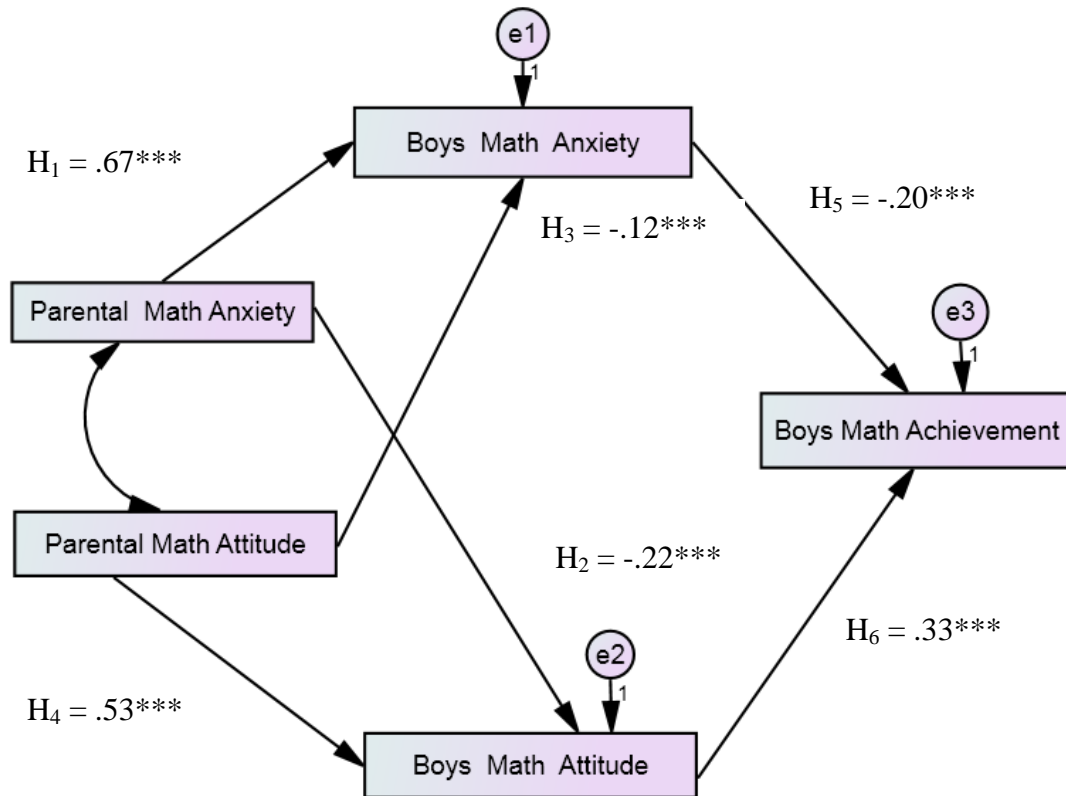 e1
1
Boys Math Anxiety
H₁ = .67***
H₅ = -.20***
H₃ = -.12***
Parental Math Anxiety
e3
1
Boys Math Achievement
Parental Math Attitude
H₂ = -.22***
H₆ = .33***
e2
1
H₄ = .53***
Boys Math Attitude